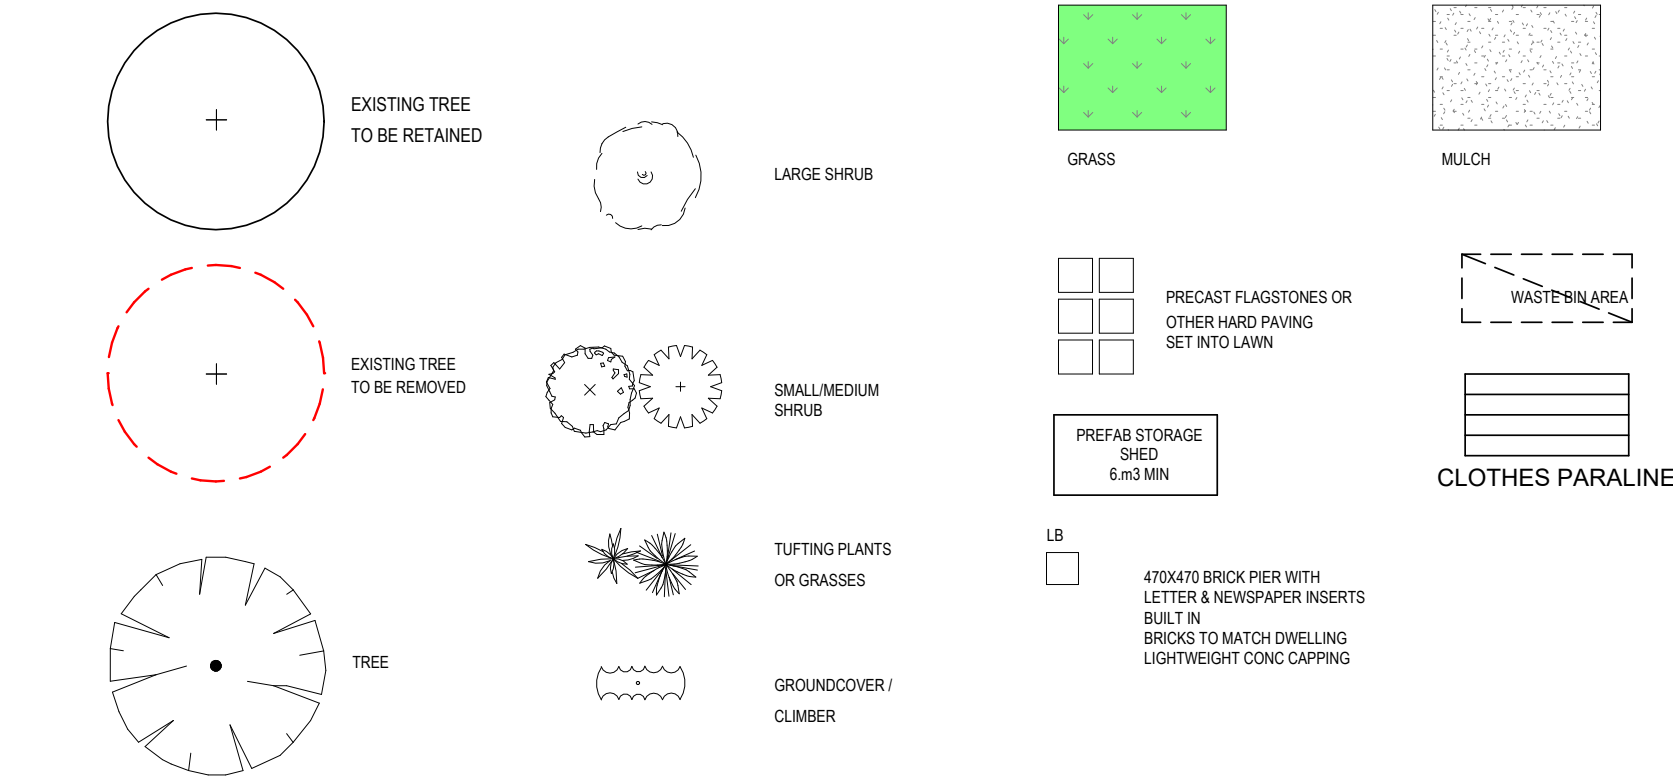 EXISTING TREE
TO BE RETAINED
EXISTING TREE
TO BE REMOVED
TREE
LARGE SHRUB
SMALL/MEDIUM
SHRUB
TUFTING PLANTS
OR GRASSES
GROUNDCOVER /
CLIMBER
GRASS
MULCH
PRECAST FLAGSTONES OR
OTHER HARD PAVING
SET INTO LAWN
WASTE BIN AREA
PREFAB STORAGE
SHED
6.m3 MIN
CLOTHES PARALINE
LB
470X470 BRICK PIER WITH
LETTER & NEWSPAPER INSERTS
BUILT IN
BRICKS TO MATCH DWELLING
LIGHTWEIGHT CONC CAPPING